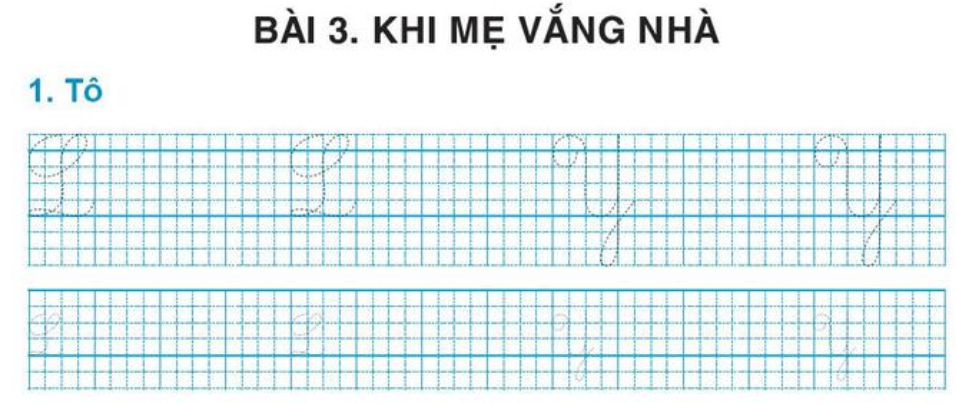 BÀI 3. KHI MẸ VẮNG NHÀ
1. Tô
L L Y Y
L L Y Y